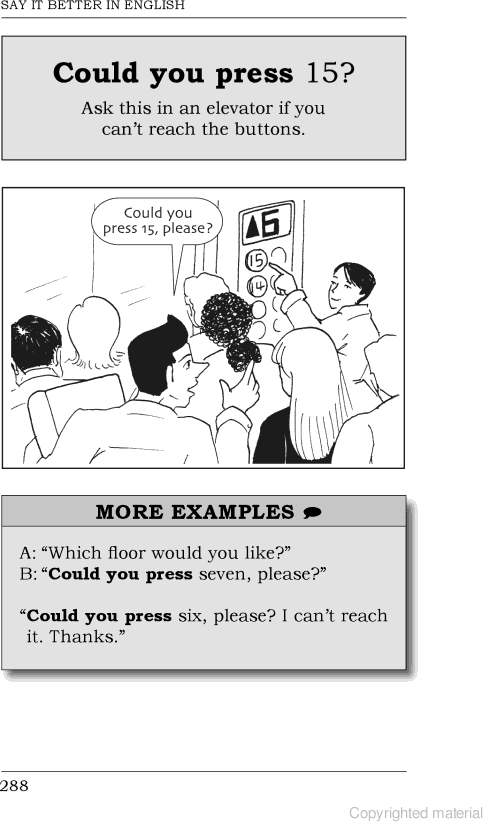 SAY IT BETTER IN ENGLISH
Could you press 15?
Ask this in an elevator if you
can’t reach the buttons.
Could you
press 15, please?
▲6
15
14
MORE EXAMPLES
A: “Which floor would you like?”
B: “Could you press seven, please?”
“Could you press six, please? I can’t reach
it. Thanks.”
288
Copyrighted material